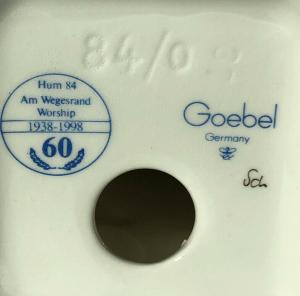 84/0
Hum 84
Am Wegesrand
Worship
1938-1998
60
Goebel
Germany
Sch